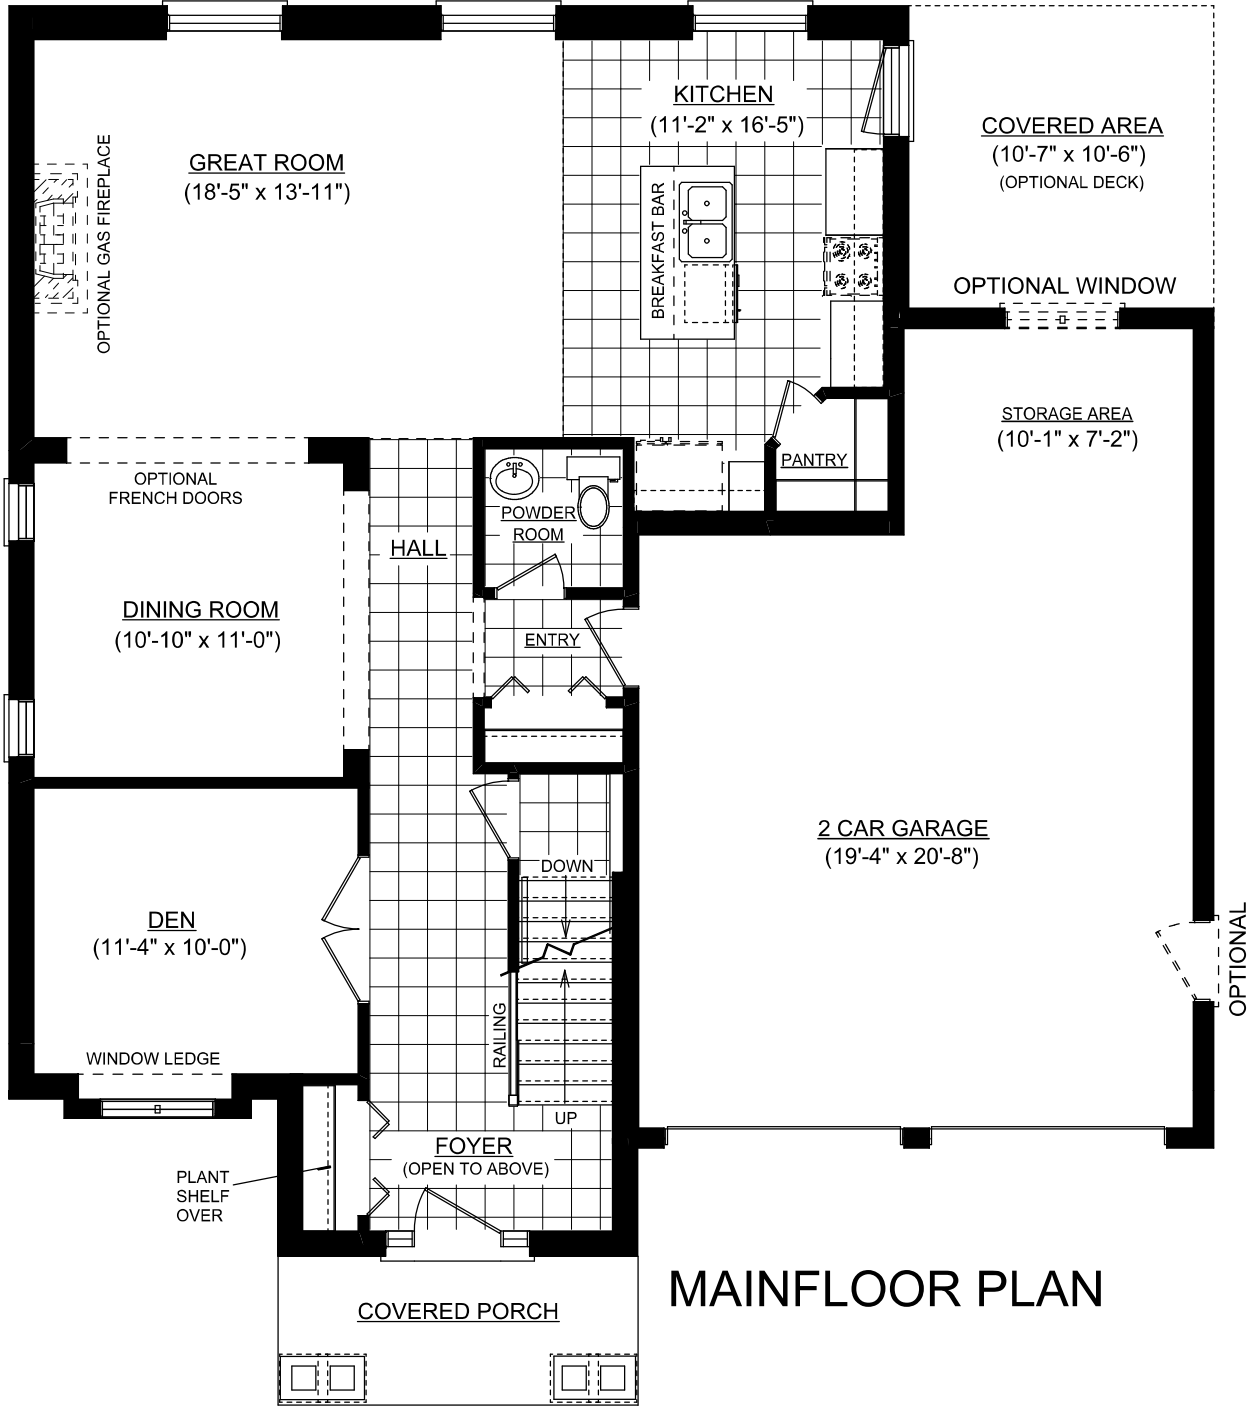 KITCHEN
(11'-2" x 16'-5")
COVERED AREA
(10'-7" x 10'-6")
(OPTIONAL DECK)
GREAT ROOM
(18'-5" x 13'-11")
OPTIONAL GAS FIREPLACE
BREAKFAST BAR
OPTIONAL WINDOW
STORAGE AREA
(10'-1" x 7'-2")
PANTRY
OPTIONAL
FRENCH DOORS
POWDER
ROOM
HALL
DINING ROOM
(10'-10" x 11'-0")
ENTRY
2 CAR GARAGE
(19'-4" x 20'-8")
DOWN
DEN
(11'-4" x 10'-0")
OPTIONAL
RAILING
WINDOW LEDGE
UP
FOYER
(OPEN TO ABOVE)
PLANT
SHELF
OVER
MAINFLOOR PLAN
COVERED PORCH